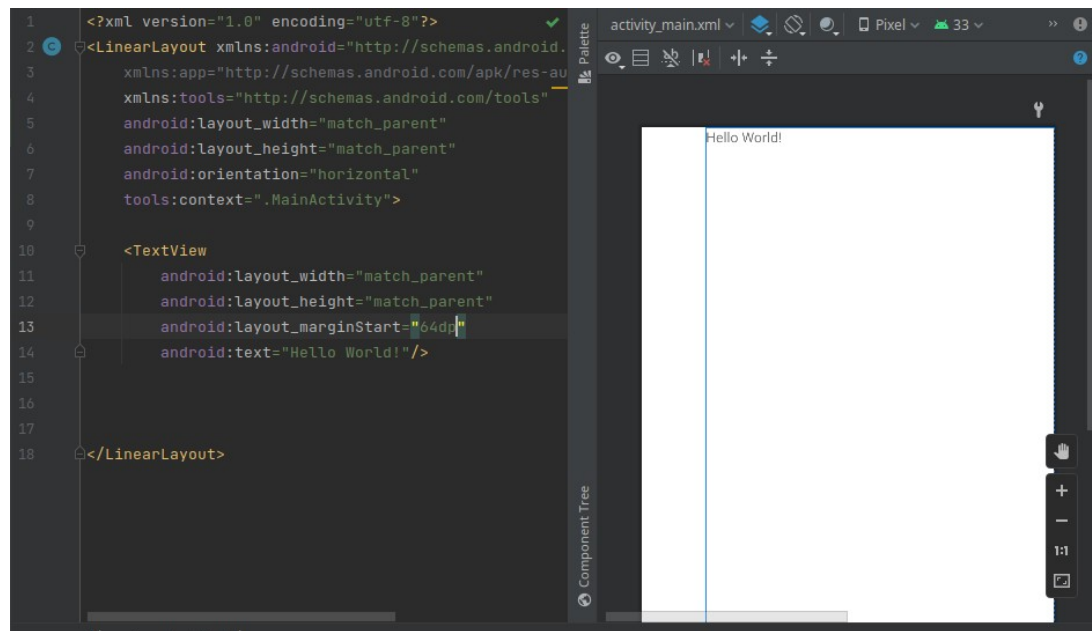 1 <?xml version="1.0" encoding="utf-8"?>
2 C <LinearLayout xmlns:android="http://schemas.android.
3 xmlns:app="http://schemas.android.com/apk/res-au
4 xmlns:tools="http://schemas.android.com/tools"
5 android:layout_width="match_parent"
6 android:layout_height="match_parent"
7 android:orientation="horizontal"
8 tools:context=".MainActivity">
9
10 <TextView
11 android:layout_width="match_parent"
12 android:layout_height="match_parent"
13 android:layout_marginStart="64dp"
14 android:text="Hello World!"/>
15
16
17
18 </LinearLayout>
Palette
Component Tree
activity_main.xml Pixel 33
Hello World!
1:1